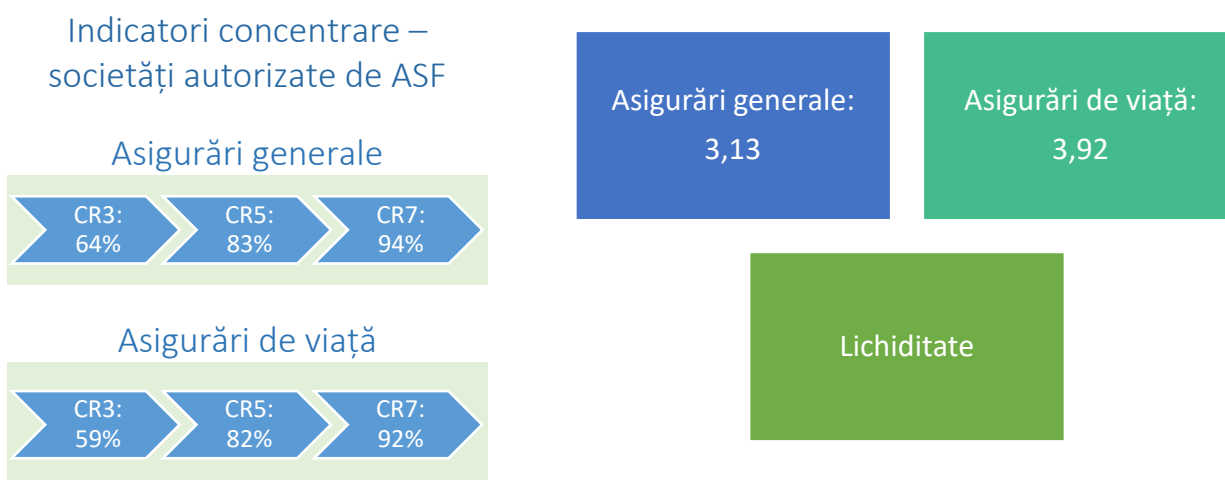 Indicatori concentrare –
societăți autorizate de ASF
Asigurări generale
CR3:
64%
CR5:
83%
CR7:
94%
Asigurări de viață
CR3:
59%
CR5:
82%
CR7:
92%
Asigurări generale:
3,13
Asigurări de viață:
3,92
Lichiditate